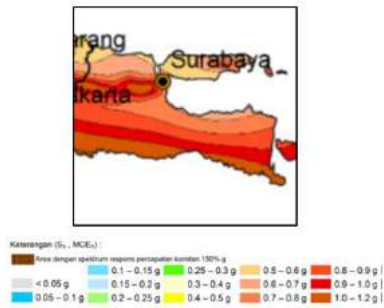 arang
Surabaya
akarta
Keterangan (Sₛ , MCEᵣ) :
Area dengan spektrum respons percepatan konstan 150% g
< 0.05 g
0.05 – 0.1 g
0.1 – 0.15 g
0.15 – 0.2 g
0.2 – 0.25 g
0.25 – 0.3 g
0.3 – 0.4 g
0.4 – 0.5 g
0.5 – 0.6 g
0.6 – 0.7 g
0.7 – 0.8 g
0.8 – 0.9 g
0.9 – 1.0 g
1.0 – 1.2 g